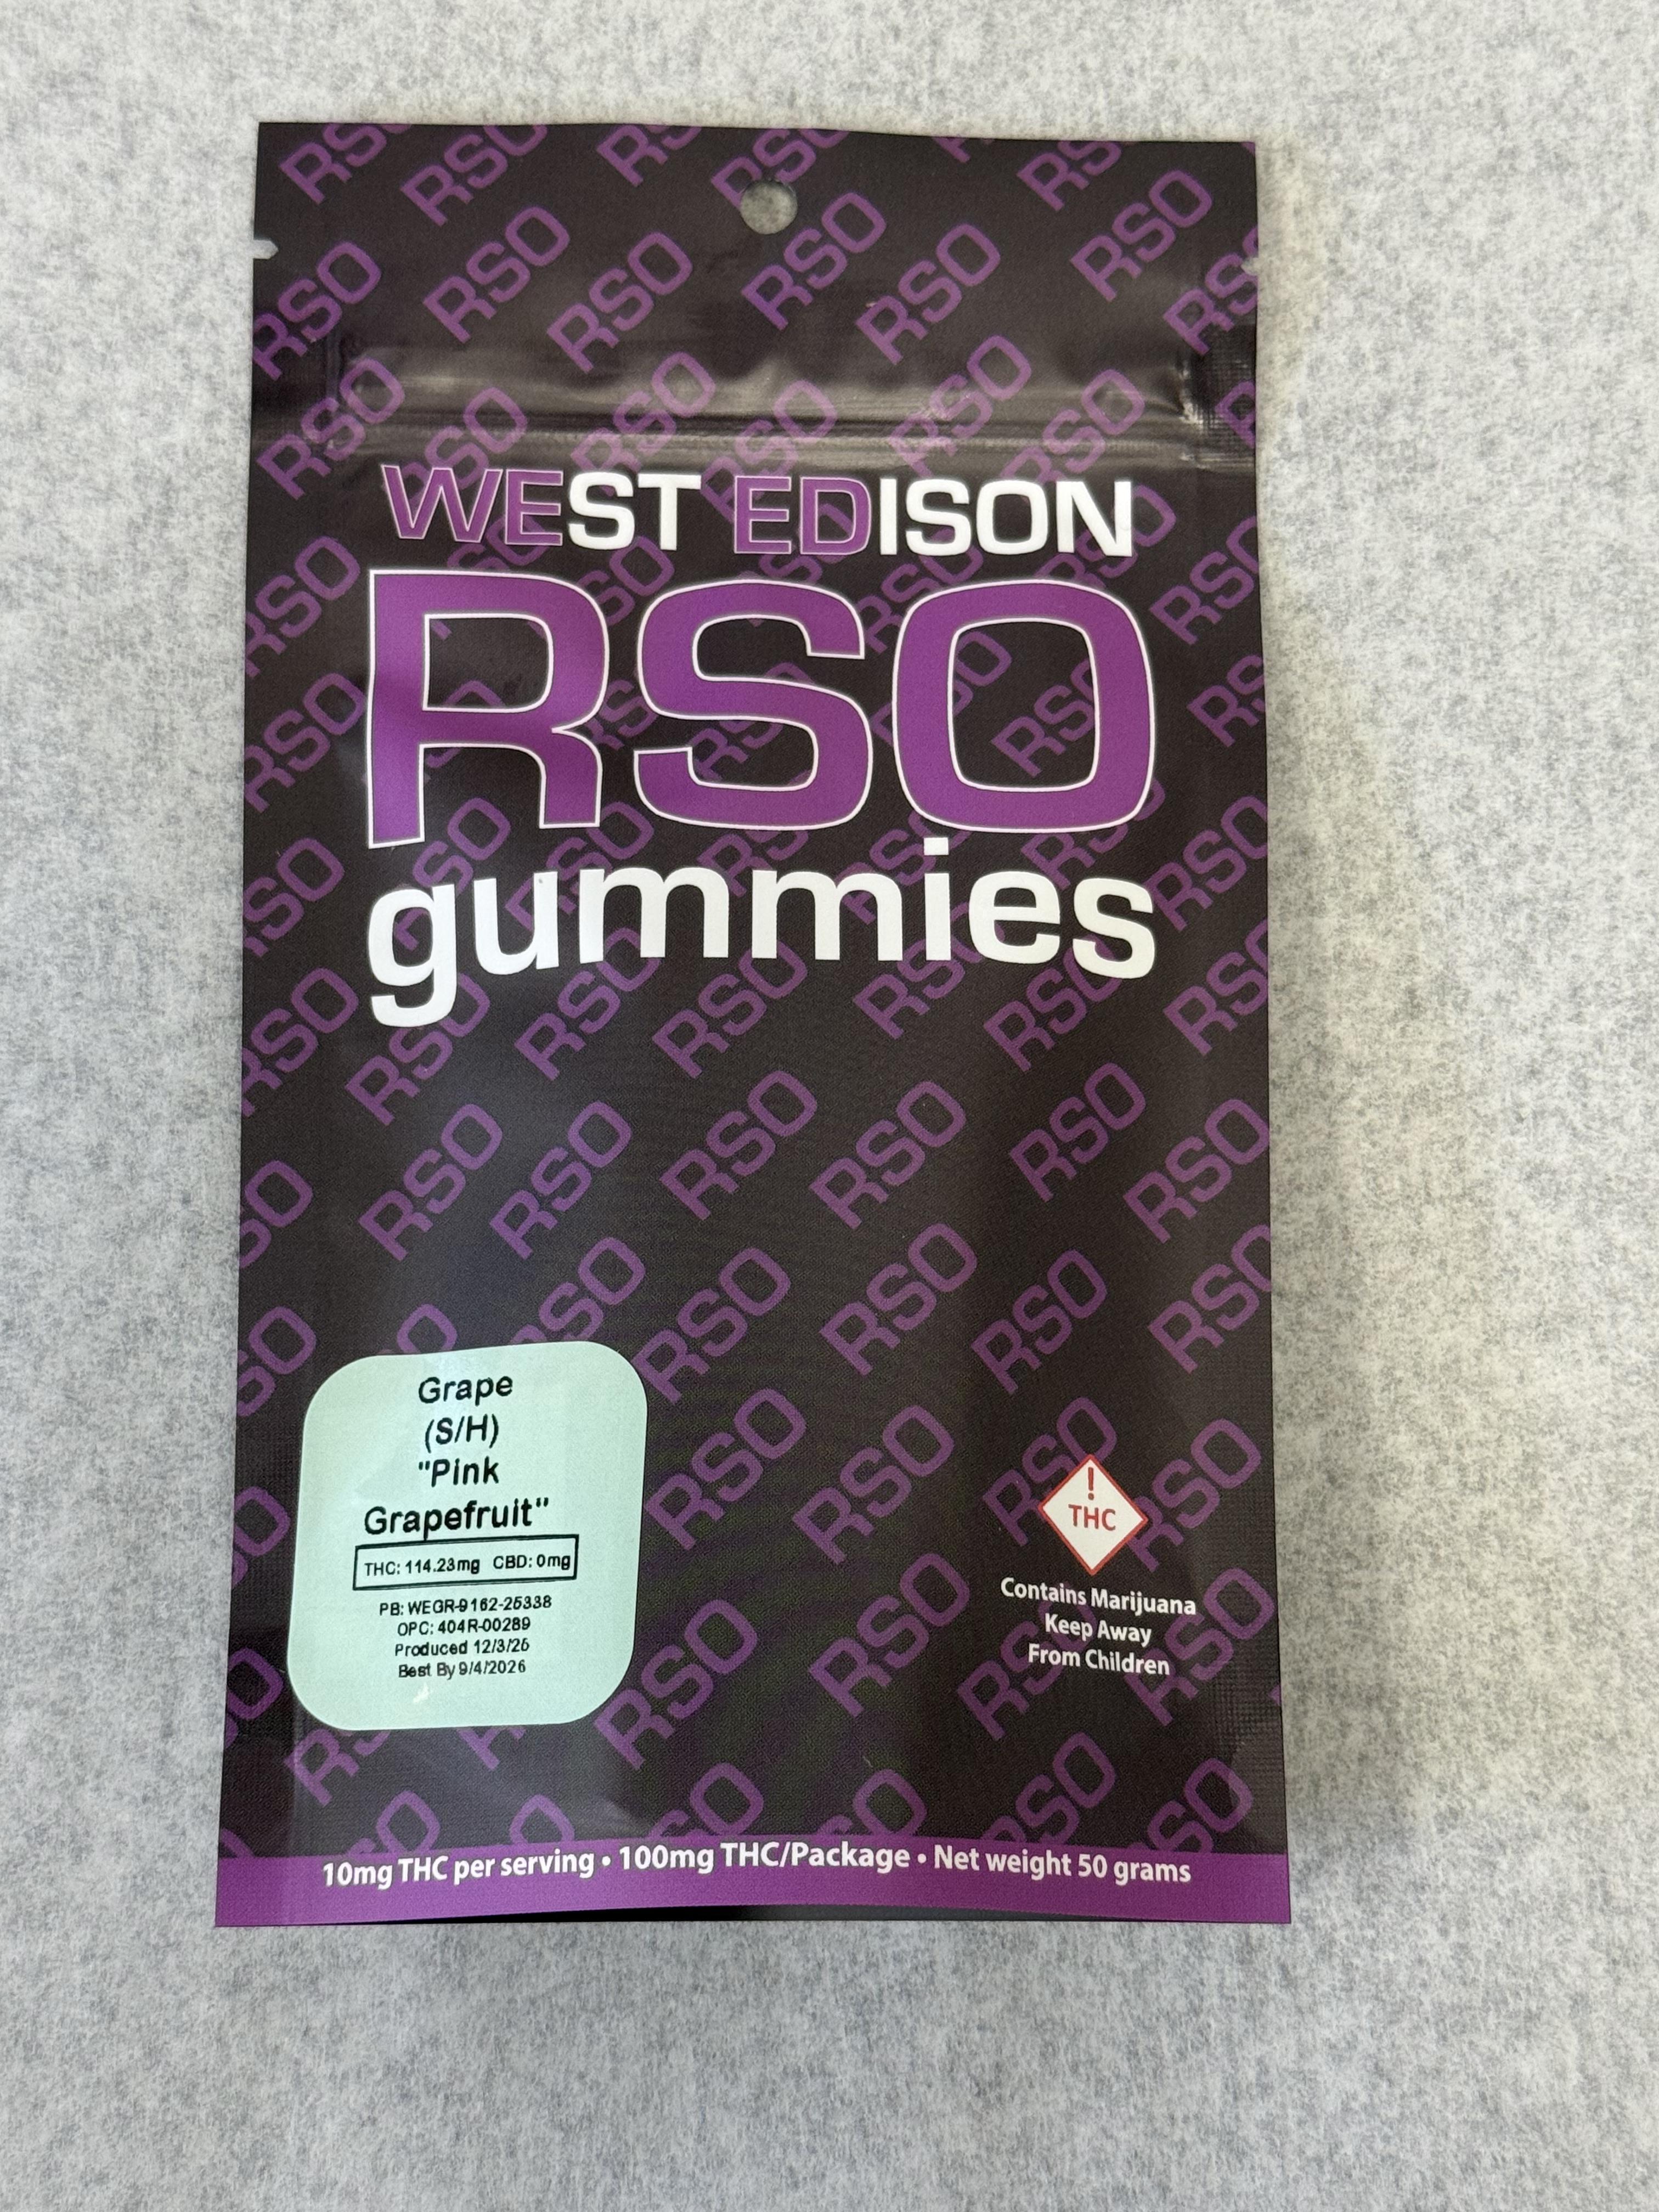 WEST EDISON
RSO
gummies
Grape
(S/H)
"Pink
Grapefruit"
THC: 114.23mg CBD: 0mg
PB: WEGR-9162-25338
OPC: 404R-00289
Produced 12/3/25
Best By 9/4/2026
!
THC
Contains Marijuana
Keep Away
From Children
10mg THC per serving • 100mg THC/Package • Net weight 50 grams